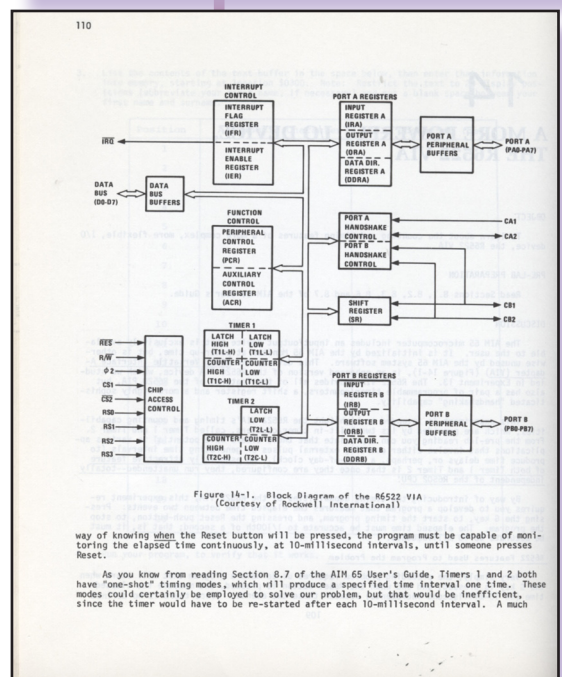 110
INTERRUPT
CONTROL
INTERRUPT
FLAG
REGISTER
(IFR)
INTERRUPT
ENABLE
REGISTER
(IER)
IRQ
PORT A REGISTERS
INPUT
REGISTER A
(IRA)
OUTPUT
REGISTER A
(ORA)
DATA DIR.
REGISTER A
(DDRA)
PORT A
PERIPHERAL
BUFFERS
PORT A
(PA0-PA7)
DATA
BUS
(D0-D7)
DATA
BUS
BUFFERS
FUNCTION
CONTROL
PERIPHERAL
CONTROL
REGISTER
(PCR)
AUXILIARY
CONTROL
REGISTER
(ACR)
PORT A
HANDSHAKE
CONTROL
PORT B
HANDSHAKE
CONTROL
CA1
CA2
SHIFT
REGISTER
(SR)
CB1
CB2
RES
R/W
φ2
CS1
CS2
RS0
RS1
RS2
RS3
CHIP
ACCESS
CONTROL
TIMER 1
LATCH
HIGH
(T1L-H)
LATCH
LOW
(T1L-L)
COUNTER
HIGH
(T1C-H)
COUNTER
LOW
(T1C-L)
TIMER 2
LATCH
LOW
(T2L-L)
COUNTER
HIGH
(T2C-H)
COUNTER
LOW
(T2C-L)
PORT B REGISTERS
INPUT
REGISTER
(IRB)
OUTPUT
REGISTER
(ORB)
DATA DIR.
REGISTER
(DDRB)
PORT B
PERIPHERAL
BUFFERS
PORT B
(PB0-PB7)
Figure 14-1. Block Diagram of the R6522 VIA
(Courtesy of Rockwell International)
way of knowing when the Reset button will be pressed, the program must be capable of moni-
toring the elapsed time continuously, at 10-millisecond intervals, until someone presses
Reset.
As you know from reading Section 8.7 of the AIM 65 User's Guide, Timers 1 and 2 both
have "one-shot" timing modes, which will produce a specified time interval one time. These
modes could certainly be employed to solve our problem, but that would be inefficient,
since the timer would have to be re-started after each 10-millisecond interval. A much